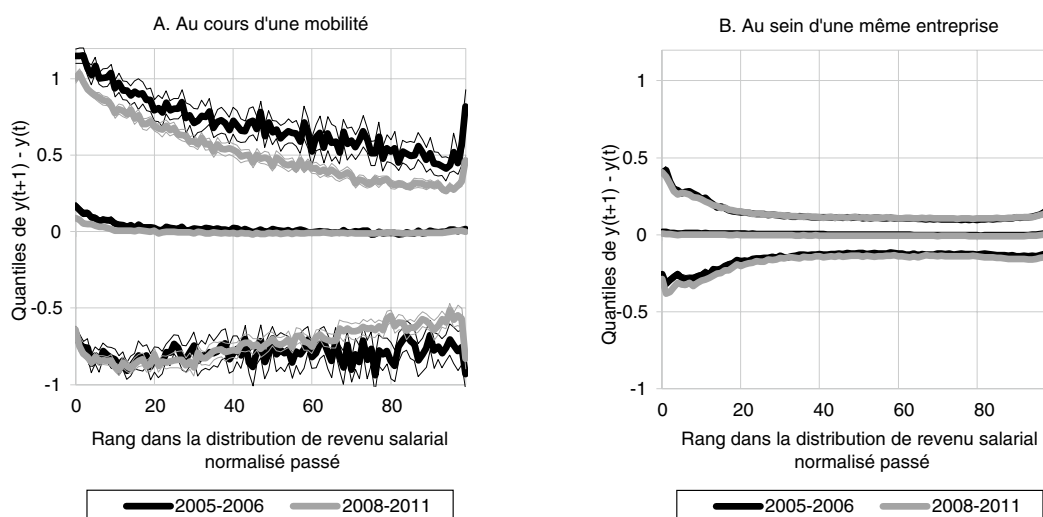 A. Au cours d'une mobilité
Quantiles de y(t+1) - y(t)
1
0.5
0
-0.5
-1
0 20 40 60 80
Rang dans la distribution de revenu salarial
normalisé passé
2005-2006 2008-2011
B. Au sein d'une même entreprise
Quantiles de y(t+1) - y(t)
1
0.5
0
-0.5
-1
0 20 40 60 80
Rang dans la distribution de revenu salarial
normalisé passé
2005-2006 2008-2011